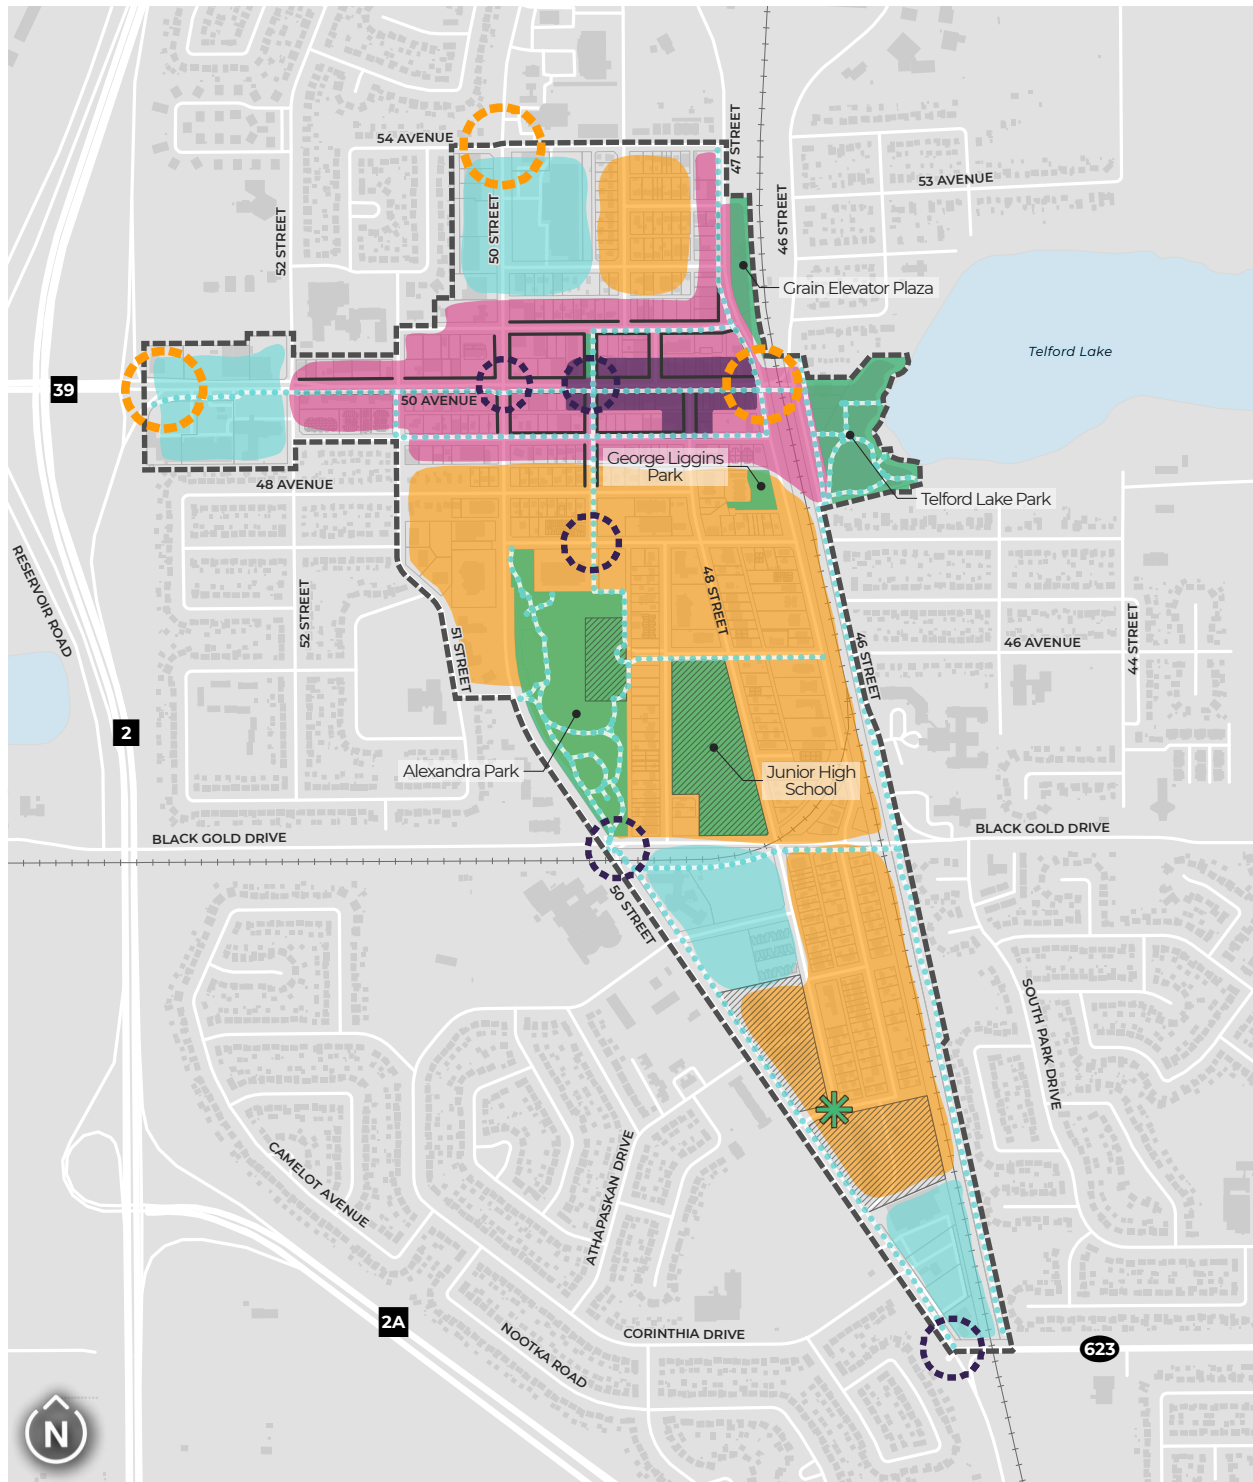 54 AVENUE
47 STREET
53 AVENUE
50 STREET
46 STREET
52 STREET
Grain Elevator Plaza
Telford Lake
39
50 AVENUE
George Liggins
Park
48 AVENUE
Telford Lake Park
RESERVOIR ROAD
52 STREET
48 STREET
51 STREET
46 STREET
46 AVENUE
44 STREET
2
Alexandra Park
Junior High
School
BLACK GOLD DRIVE
BLACK GOLD DRIVE
50 STREET
SOUTH PARK DRIVE
CAMELOT AVENUE
ATHAPASKAN DRIVE
2A
NOOTKA ROAD
CORINTHIA DRIVE
623
N